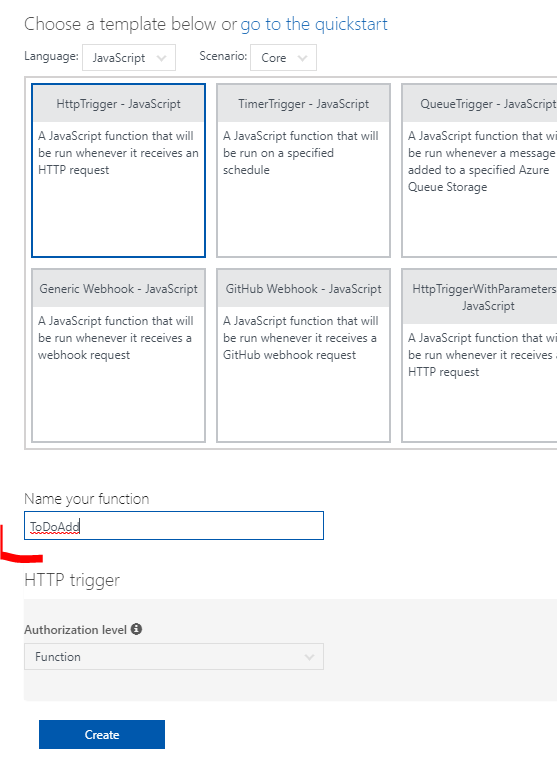 Choose a template below or go to the quickstart
Language: JavaScript Scenario: Core
HttpTrigger - JavaScript
A JavaScript function that will
be run whenever it receives an
HTTP request
TimerTrigger - JavaScript
A JavaScript function that will
be run on a specified
schedule
QueueTrigger - JavaScript
A JavaScript function that wi
be run whenever a message
added to a specified Azure
Queue Storage
Generic Webhook - JavaScript
A JavaScript function that will
be run whenever it receives a
webhook request
GitHub Webhook - JavaScript
A JavaScript function that will
be run whenever it receives a
GitHub webhook request
HttpTriggerWithParameters
JavaScript
A JavaScript function that wi
be run whenever it receives
HTTP request
Name your function
ToDoAdd
HTTP trigger
Authorization level
Function
Create